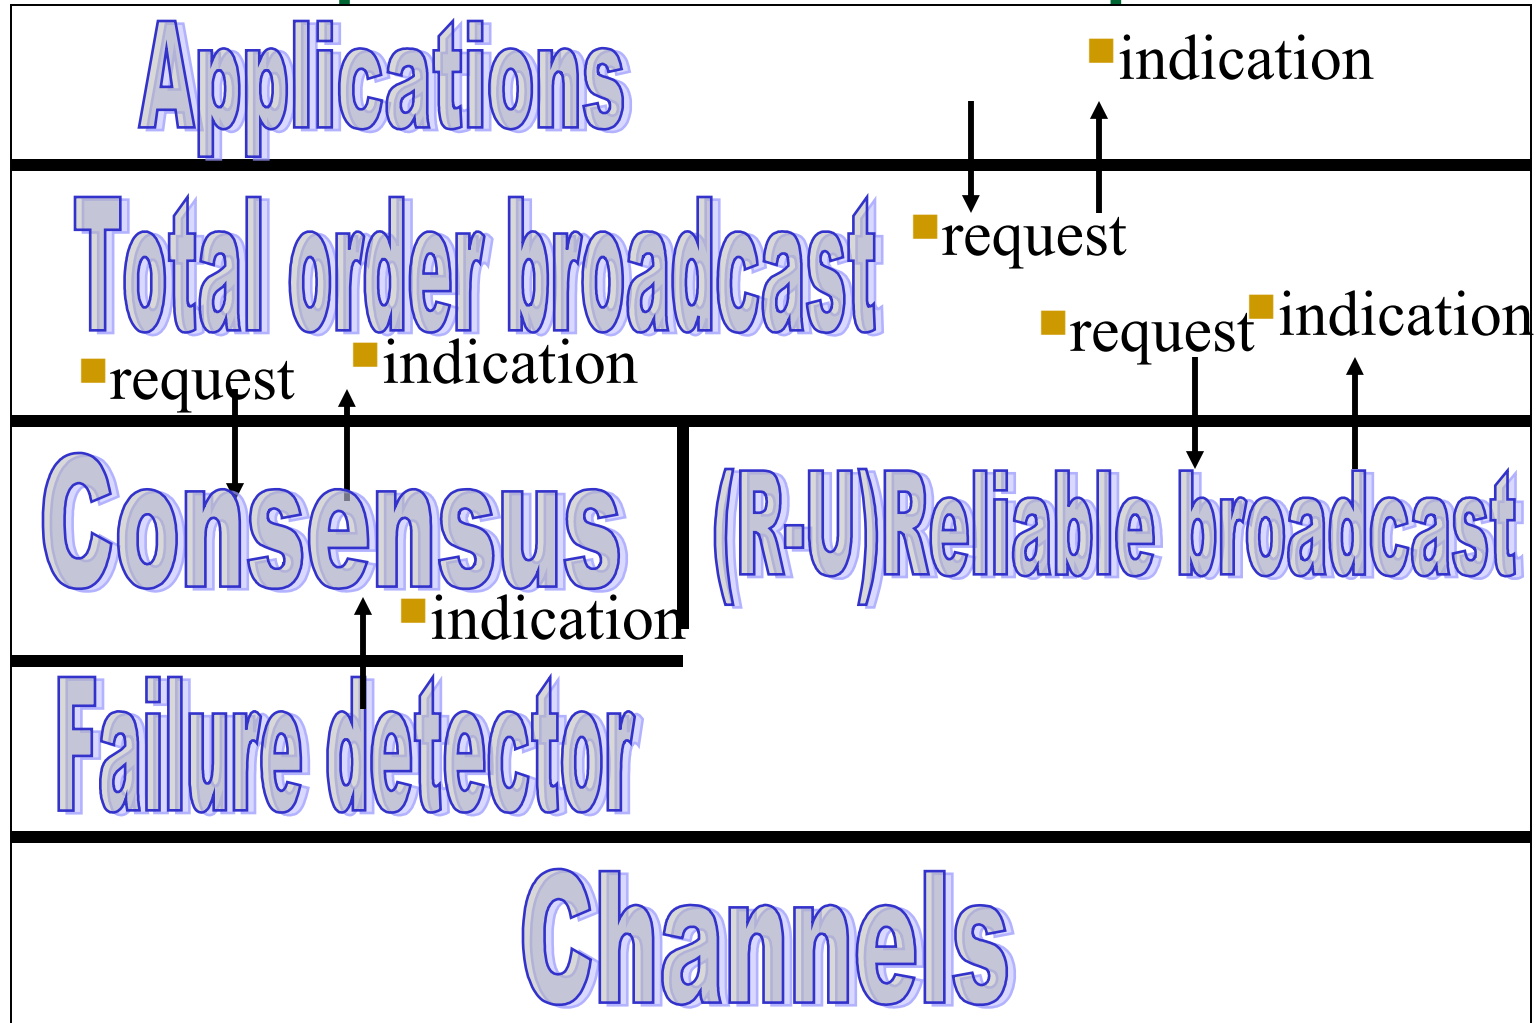 Applications
indication
request
Total order broadcast
request
indication
request
indication
Consensus
(R-U)Reliable broadcast
indication
Failure detector
Channels